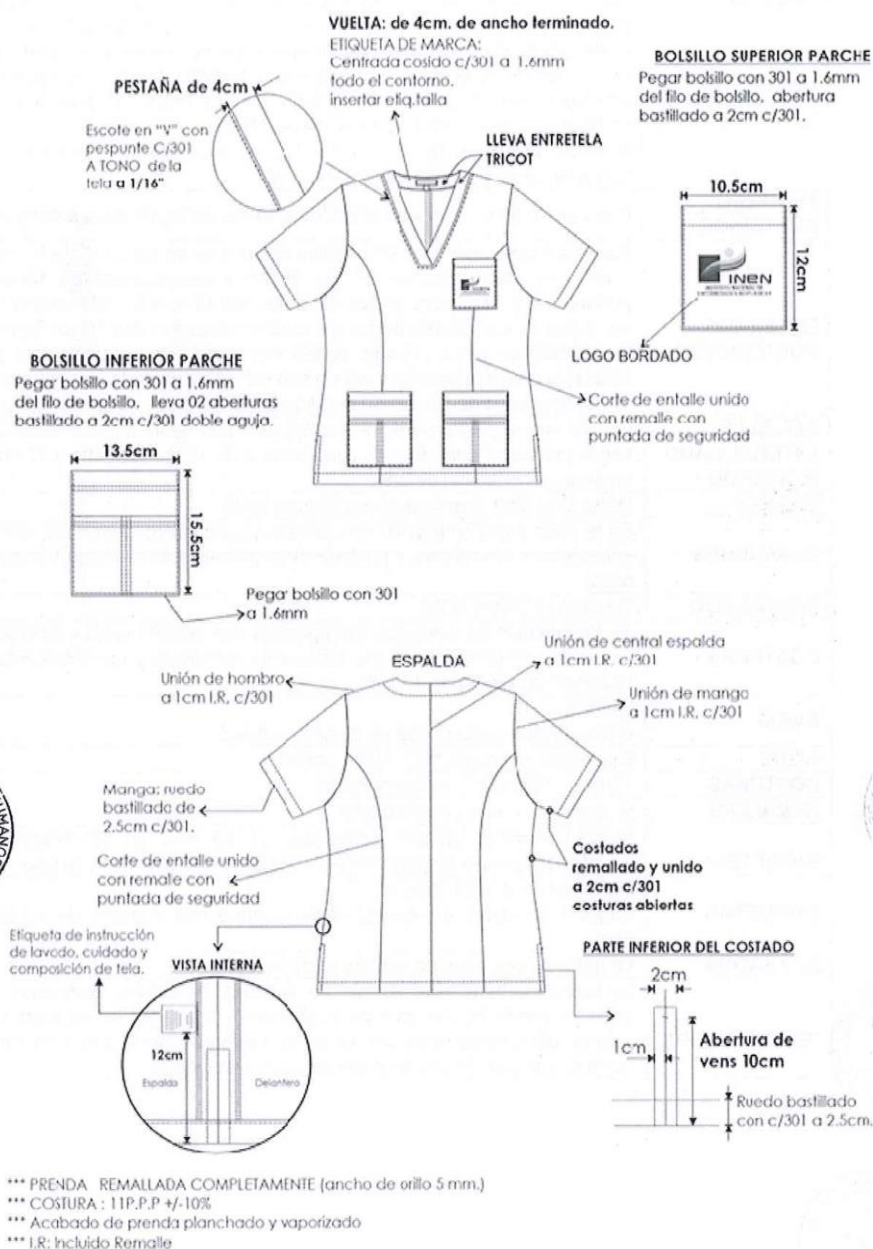 VUELTA: de 4cm. de ancho terminado.
ETIQUETA DE MARCA:
Centrada cosido c/301 a 1.6mm
todo el contorno.
insertar etiq.talla
BOLSILLO SUPERIOR PARCHE
Pegar bolsillo con 301 a 1.6mm
del filo de bolsillo. abertura
bastillado a 2cm c/301.
PESTAÑA de 4cm
Escote en "V" con
pespunte C/301
A TONO de la
tela a 1/16"
LLEVA ENTRETELA
TRICOT
10.5cm
12cm
INEN
LOGO BORDADO
BOLSILLO INFERIOR PARCHE
Pegar bolsillo con 301 a 1.6mm
del filo de bolsillo. lleva 02 aberturas
bastillado a 2cm c/301 doble aguja.
13.5cm
15.5cm
Corte de entalle unido
con remalle con
puntada de seguridad
Pegar bolsillo con 301
a 1.6mm
ESPALDA
Unión de central espalda
a 1cm I.R. c/301
Unión de hombro
a 1cm I.R. c/301
Unión de manga
a 1cm I.R. c/301
Manga: ruedo
bastillado de
2.5cm c/301.
Corte de entalle unido
con remalle con
puntada de seguridad
Costados
remallado y unido
a 2cm c/301
costuras abiertas
Etiqueta de instrucción
de lavado, cuidado y
composición de tela.
VISTA INTERNA
12cm
Espalda
Delantero
PARTE INFERIOR DEL COSTADO
2cm
1cm
Abertura de
vens 10cm
Ruedo bastillado
con c/301 a 2.5cm.
*** PRENDA REMALLADA COMPLETAMENTE (ancho de orillo 5 mm.)
*** COSTURA : 11P.P.P +/-10%
*** Acabado de prenda planchado y vaporizado
*** I.R: Incluido Remalle